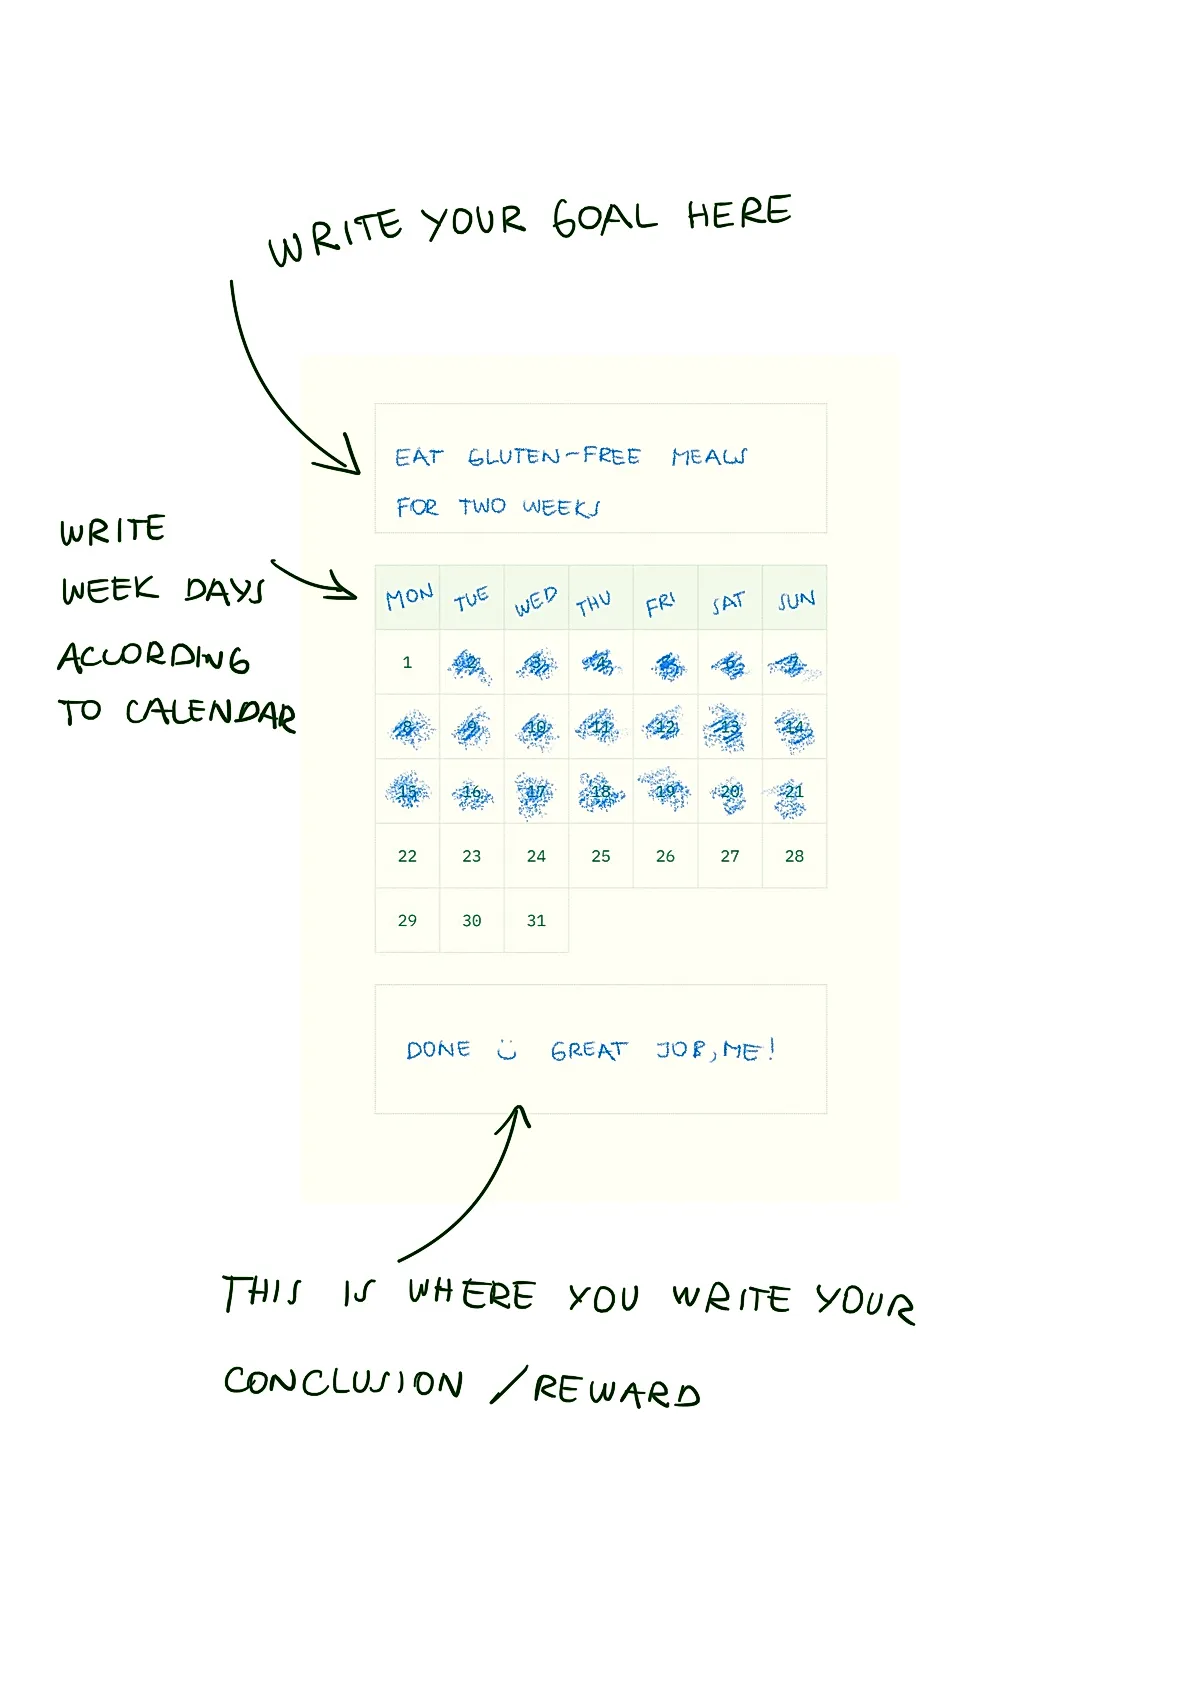 WRITE YOUR GOAL HERE
EAT GLUTEN-FREE MEALS
FOR TWO WEEKS
WRITE
WEEK DAYS
ACCORDING
TO CALENDAR
MON TUE WED THU FRI SAT SUN
1 2 3 4 5 6 7
8 9 10 11 12 13 14
15 16 17 18 19 20 21
22 23 24 25 26 27 28
29 30 31
DONE GREAT JOB, ME!
THIS IS WHERE YOU WRITE YOUR
CONCLUSION / REWARD